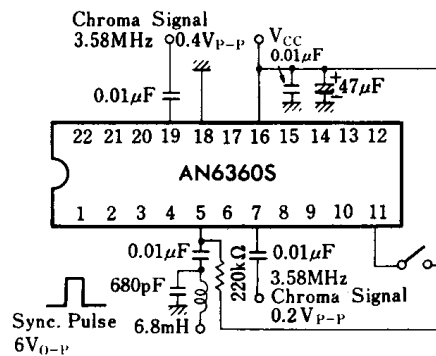 Chroma Signal
3.58MHz 0.4VP-P VCC
0.01μF
0.01μF
+
47μF
−
22 21 20 19 18 17 16 15 14 13 12
AN6360S
1 2 3 4 5 6 7 8 9 10 11
0.01μF 220kΩ 0.01μF
680pF 3.58MHz
Chroma Signal
Sync. Pulse 0.2VP-P
6V0-P 6.8mH